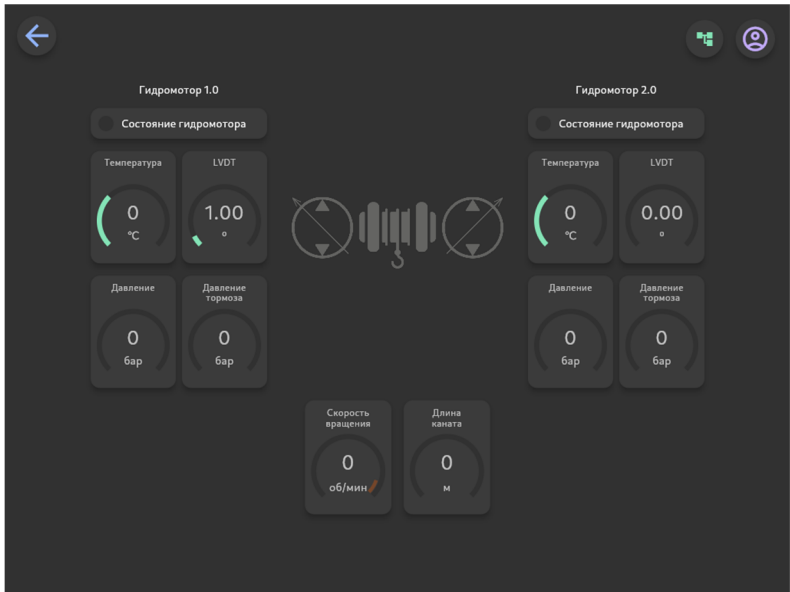 Гидромотор 1.0
Состояние гидромотора
Температура
0
°C
LVDT
1.00
°
Давление
0
бар
Давление
тормоза
0
бар
Гидромотор 2.0
Состояние гидромотора
Температура
0
°C
LVDT
0.00
°
Давление
0
бар
Давление
тормоза
0
бар
Скорость
вращения
0
об/мин
Длина
каната
0
м